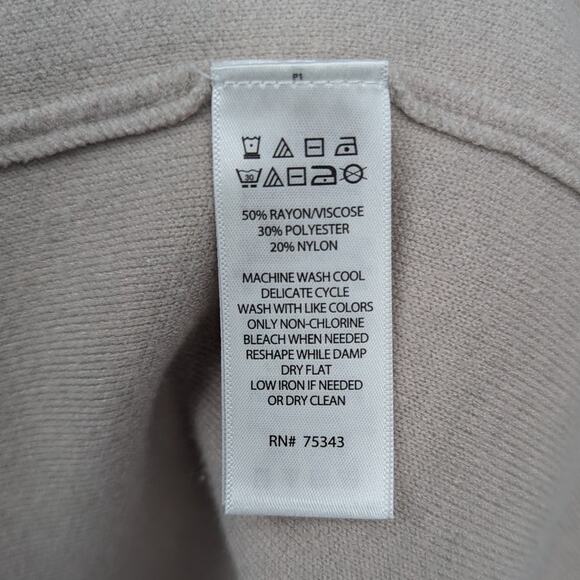 P1
30
50% RAYON/VISCOSE
30% POLYESTER
20% NYLON
MACHINE WASH COOL
DELICATE CYCLE
WASH WITH LIKE COLORS
ONLY NON-CHLORINE
BLEACH WHEN NEEDED
RESHAPE WHILE DAMP
DRY FLAT
LOW IRON IF NEEDED
OR DRY CLEAN
RN# 75343